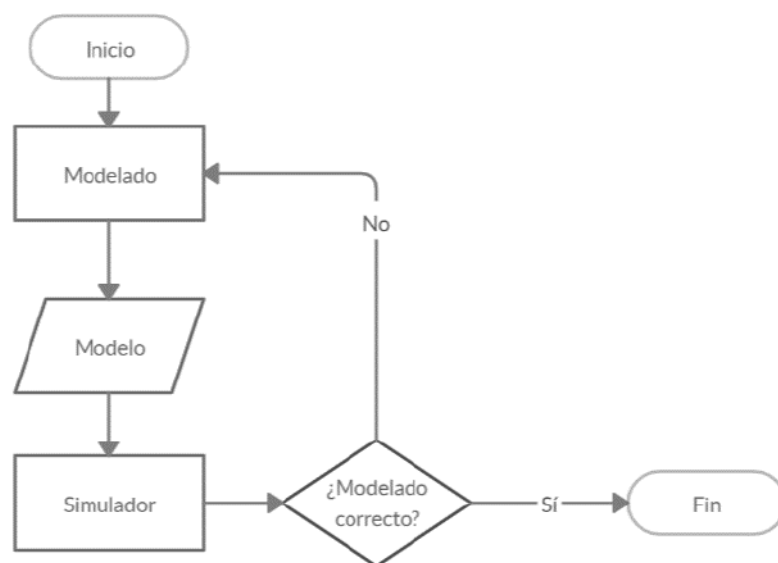 Inicio
Modelado
No
Modelo
Simulador
¿Modelado
correcto?
Sí
Fin